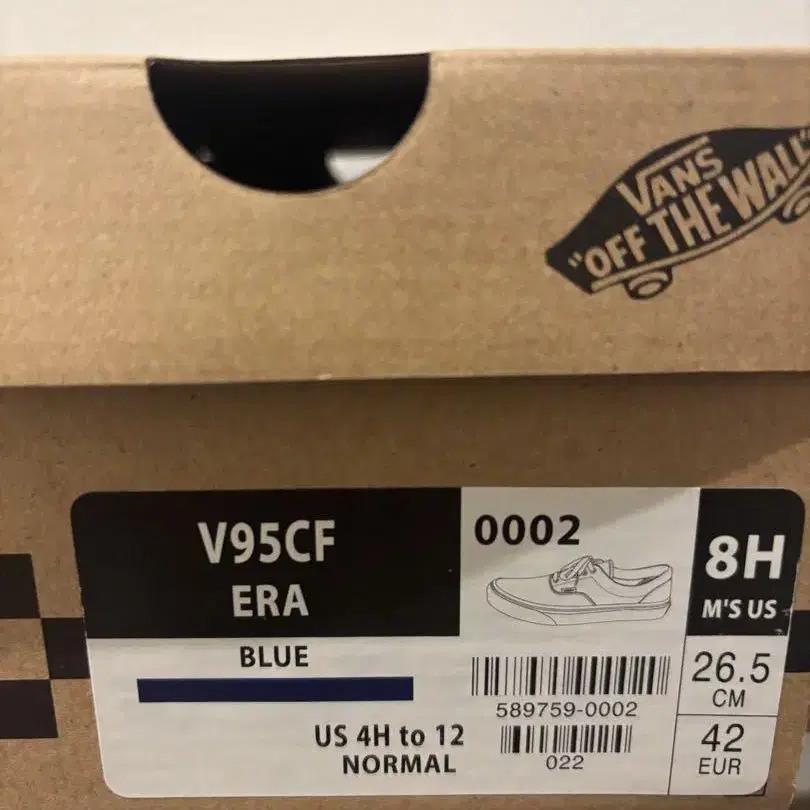 VANS
"OFF THE WALL"
V95CF
ERA
0002
8H
M'S US
BLUE
589759-0002
26.5
CM
US 4H to 12
NORMAL
022
42
EUR